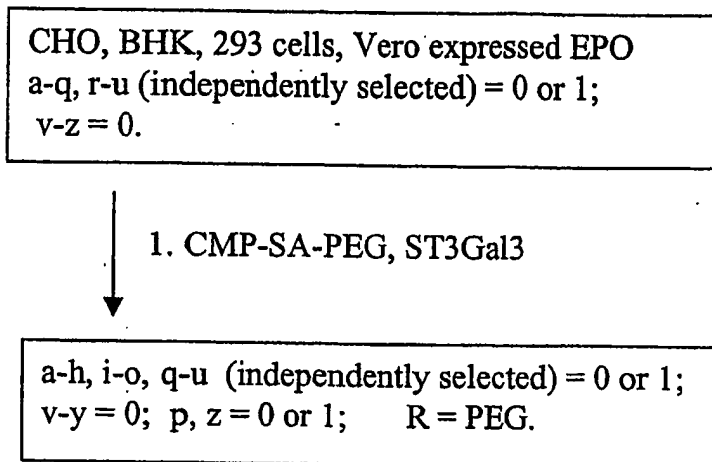 CHO, BHK, 293 cells, Vero expressed EPO
a-q, r-u (independently selected) = 0 or 1;
v-z = 0.
1. CMP-SA-PEG, ST3Gal3
a-h, i-o, q-u (independently selected) = 0 or 1;
v-y = 0; p, z = 0 or 1; R = PEG.